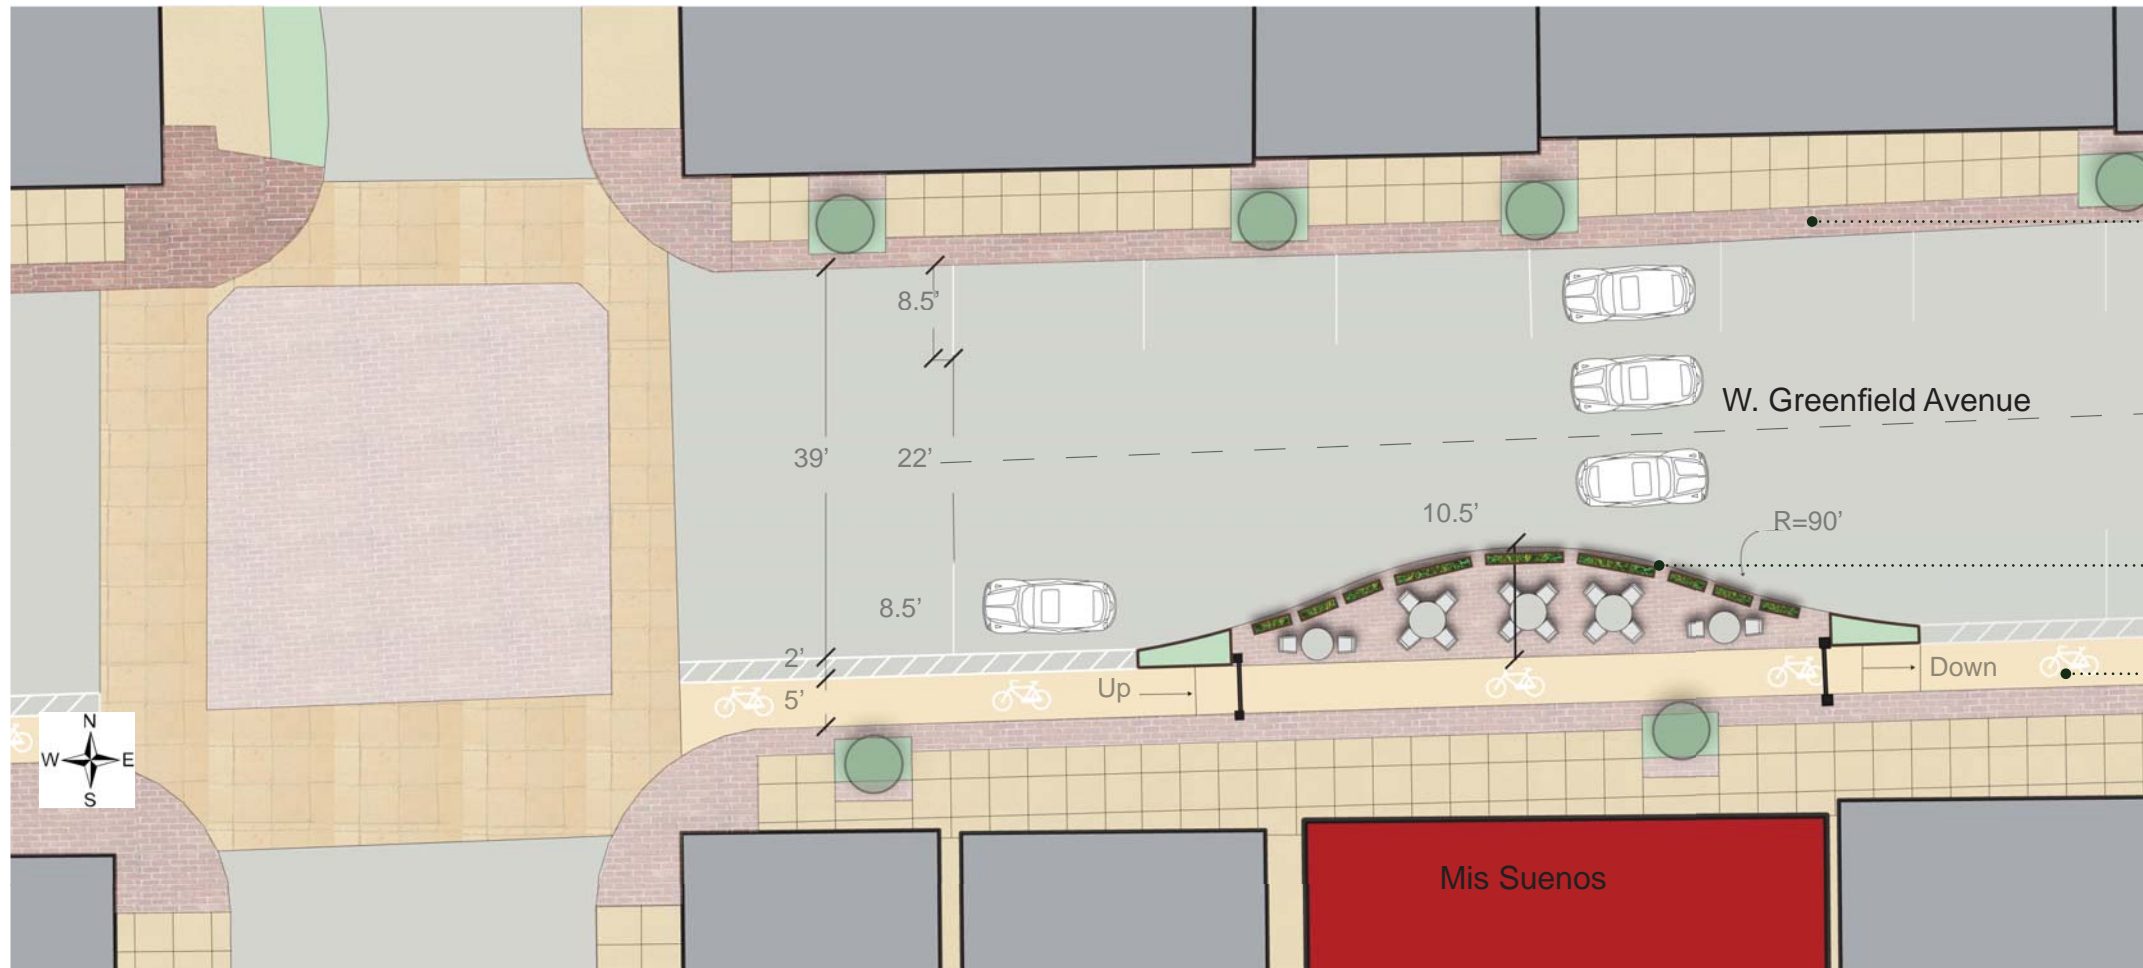 8.5’
W. Greenfield Avenue
39’
22’
10.5’
R=90’
8.5’
2’
Up
Down
5’
N
W
E
S
Mis Suenos